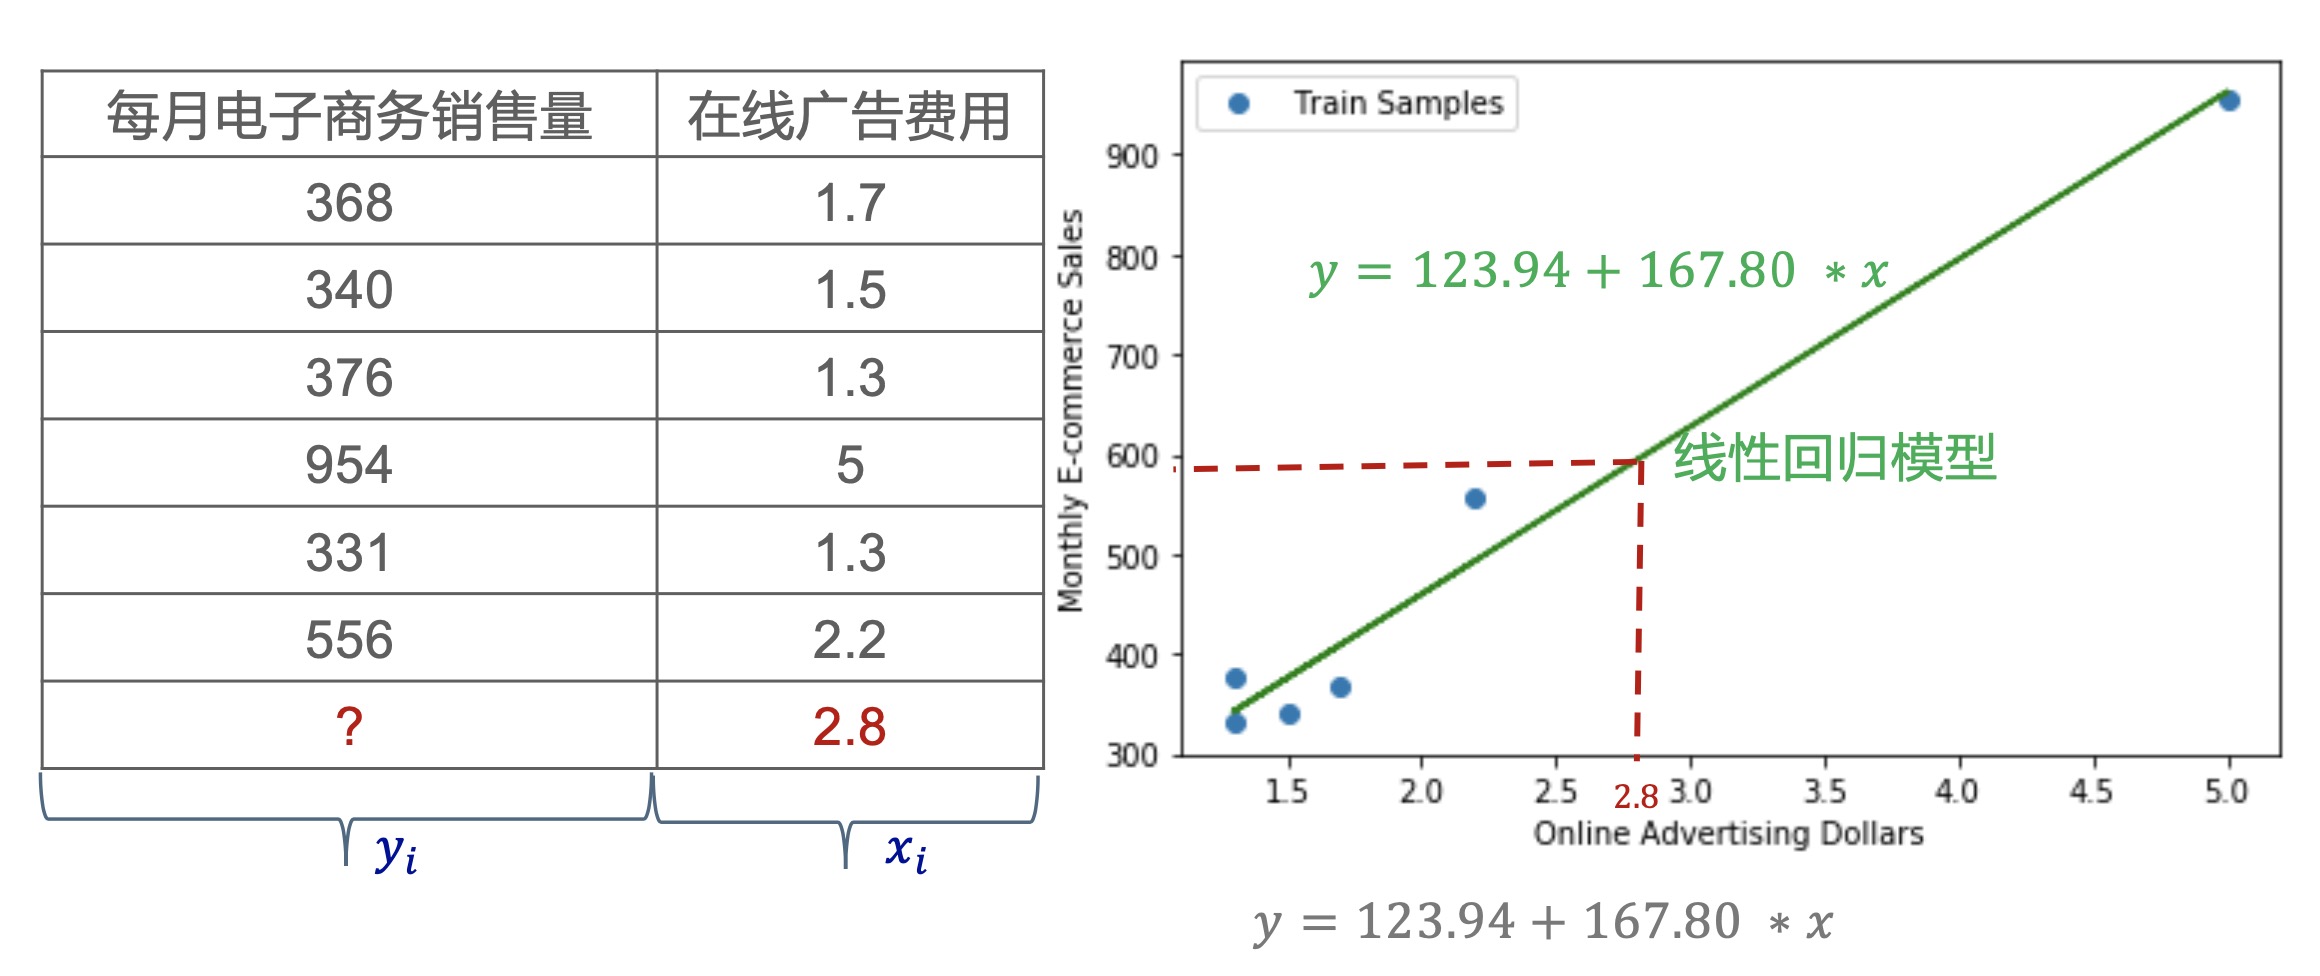 每月电子商务销售量 在线广告费用
368 1.7
340 1.5
376 1.3
954 5
331 1.3
556 2.2
? 2.8
yᵢ xᵢ
Train Samples
900
800
700
600
500
400
300
Monthly E-commerce Sales
y = 123.94 + 167.80 * x
线性回归模型
1.5 2.0 2.5 2.8 3.0 3.5 4.0 4.5 5.0
Online Advertising Dollars
y = 123.94 + 167.80 * x